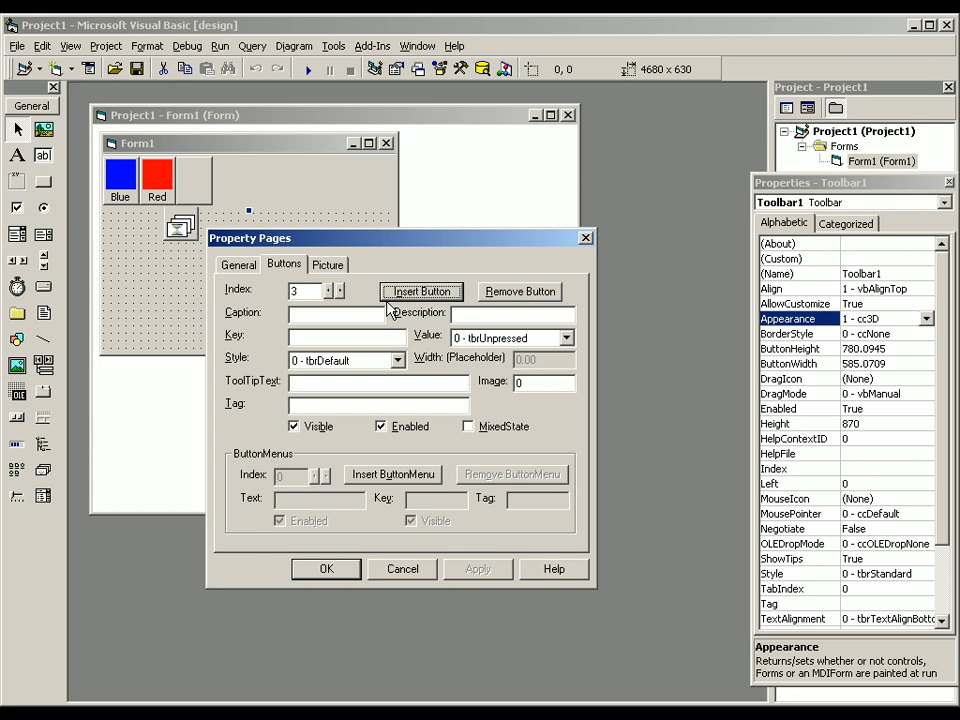 Project1 - Microsoft Visual Basic [design]
File Edit View Project Format Debug Run Query Diagram Tools Add-Ins Window Help
0, 0 4680 x 630
General
Project1 - Form1 (Form)
Form1
Blue Red
Property Pages
General Buttons Picture
Index: 3 Insert Button Remove Button
Caption: Description:
Key: Value: 0 - tbrUnpressed
Style: 0 - tbrDefault Width: (Placeholder) 0.00
ToolTipText: Image: 0
Tag:
Visible Enabled MixedState
ButtonMenus
Index: 0 Insert ButtonMenu Remove ButtonMenu
Text: Key: Tag:
Enabled Visible
OK Cancel Apply Help
Project - Project1
Project1 (Project1)
Forms
Form1 (Form1)
Properties - Toolbar1
Toolbar1 Toolbar
Alphabetic Categorized
(About)
(Custom)
(Name) Toolbar1
Align 1 - vbAlignTop
AllowCustomize True
Appearance 1 - cc3D
BorderStyle 0 - ccNone
ButtonHeight 780.0945
ButtonWidth 585.0709
DragIcon (None)
DragMode 0 - vbManual
Enabled True
Height 870
HelpContextID 0
HelpFile
Index
Left 0
MouseIcon (None)
MousePointer 0 - ccDefault
Negotiate False
OLEDropMode 0 - ccOLEDropNone
ShowTips True
Style 0 - tbrStandard
TabIndex 0
Tag
TextAlignment 0 - tbrTextAlignBotto
Appearance
Returns/sets whether or not controls,
Forms or an MDIForm are painted at run